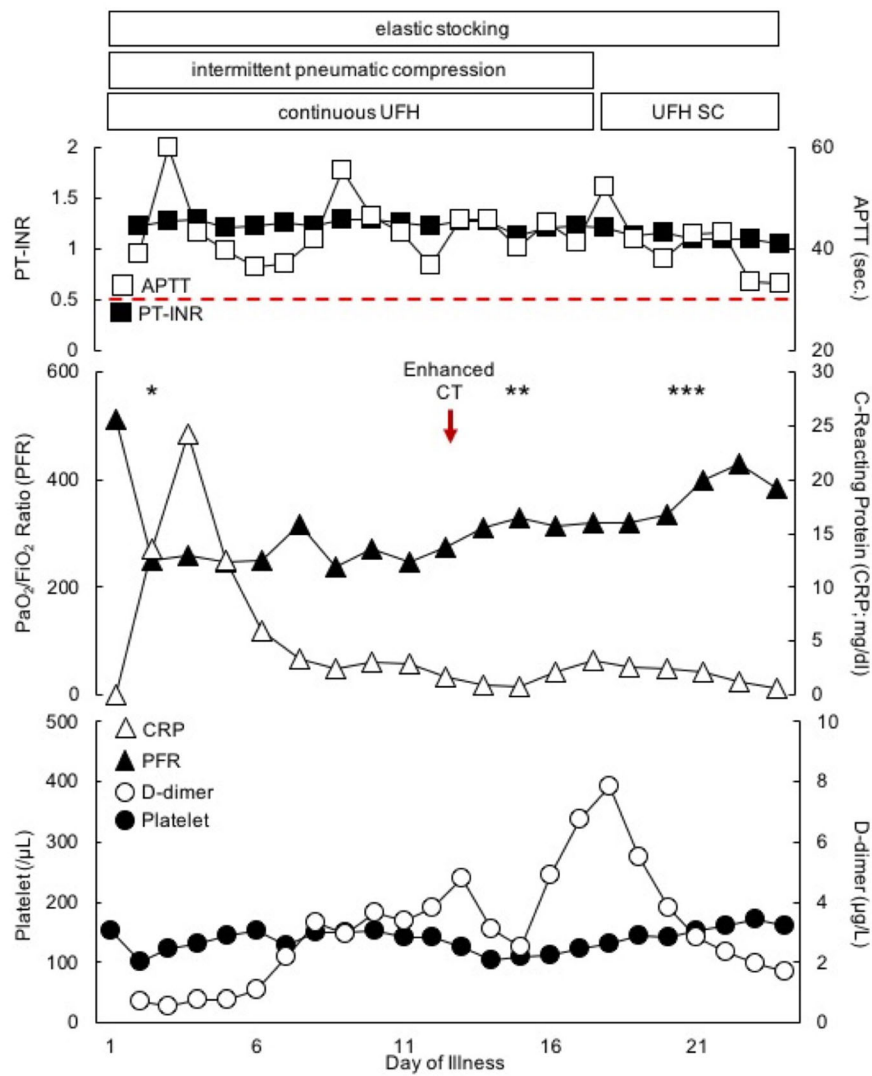 elastic stocking
intermittent pneumatic compression
continuous UFH
UFH SC
2
1.5
1
0.5
0
PT-INR
60
40
20
APTT (sec.)
APTT
PT-INR
600
400
200
0
PaO₂/FiO₂ Ratio (PFR)
*
Enhanced
CT
**
***
30
25
20
15
10
5
0
C-Reacting Protein (CRP; mg/dl)
CRP
PFR
D-dimer
Platelet
500
400
300
200
100
0
Platelet (/μL)
10
8
6
4
2
0
D-dimer (μg/L)
1
6
11
16
21
Day of Illness